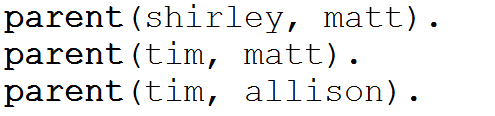 parent(shirley, matt).
parent(tim, matt).
parent(tim, allison).